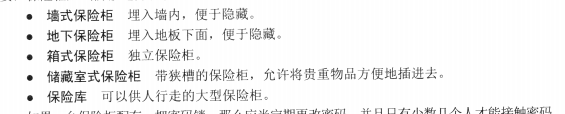 ● 墙式保险柜 埋入墙内，便于隐藏。
● 地下保险柜 埋入地板下面，便于隐藏。
● 箱式保险柜 独立保险柜。
● 储藏室式保险柜 带狭槽的保险柜，允许将贵重物品方便地插进去。
● 保险库 可以供人行走的大型保险柜。